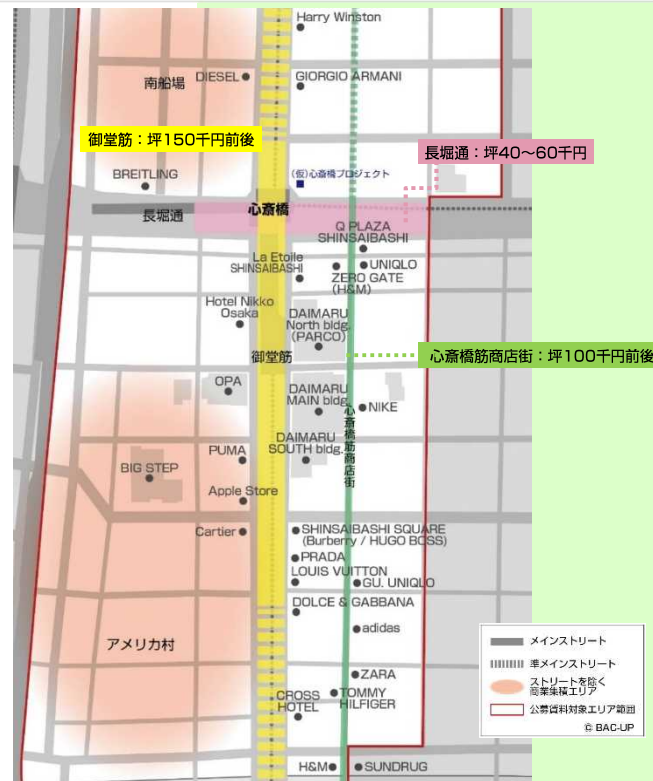 Harry Winston
南船場
DIESEL
GIORGIO ARMANI
御堂筋：坪150千円前後
長堀通：坪40～60千円
BREITLING
(仮)心斎橋プロジェクト
長堀通
心斎橋
Q PLAZA
SHINSAIBASHI
La Etoile
SHINSAIBASHI
UNIQLO
ZERO GATE
(H&M)
Hotel Nikko
Osaka
DAIMARU
North bldg.
(PARCO)
御堂筋
心斎橋筋商店街：坪100千円前後
OPA
DAIMARU
MAIN bldg.
NIKE
心斎橋筋商店街
DAIMARU
SOUTH bldg.
PUMA
BIG STEP
Apple Store
Cartier
SHINSAIBASHI SQUARE
(Burberry / HUGO BOSS)
PRADA
LOUIS VUITTON
GU. UNIQLO
DOLCE & GABBANA
adidas
アメリカ村
ZARA
CROSS
HOTEL
TOMMY
HILFIGER
H&M
SUNDRUG
メインストリート
準メインストリート
ストリートを除く
商業集積エリア
公募賃料対象エリア範囲
© BAC-UP